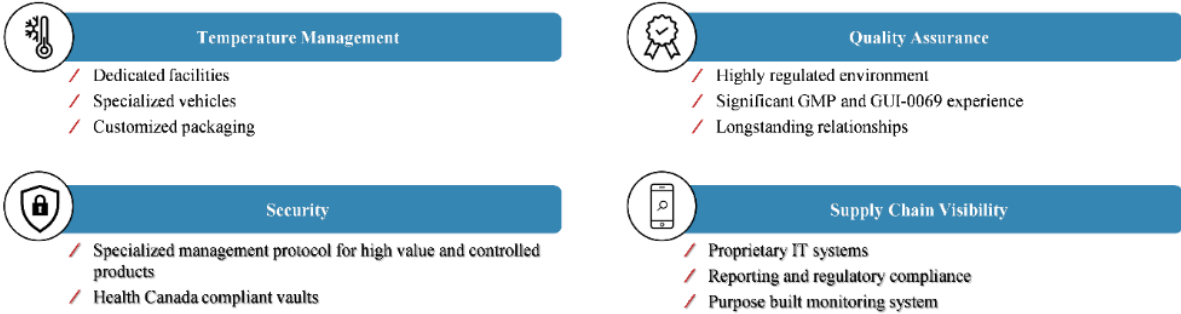 Temperature Management
Dedicated facilities
Specialized vehicles
Customized packaging
Quality Assurance
Highly regulated environment
Significant GMP and GUI-0069 experience
Longstanding relationships
Security
Specialized management protocol for high value and controlled
products
Health Canada compliant vaults
Supply Chain Visibility
Proprietary IT systems
Reporting and regulatory compliance
Purpose built monitoring system